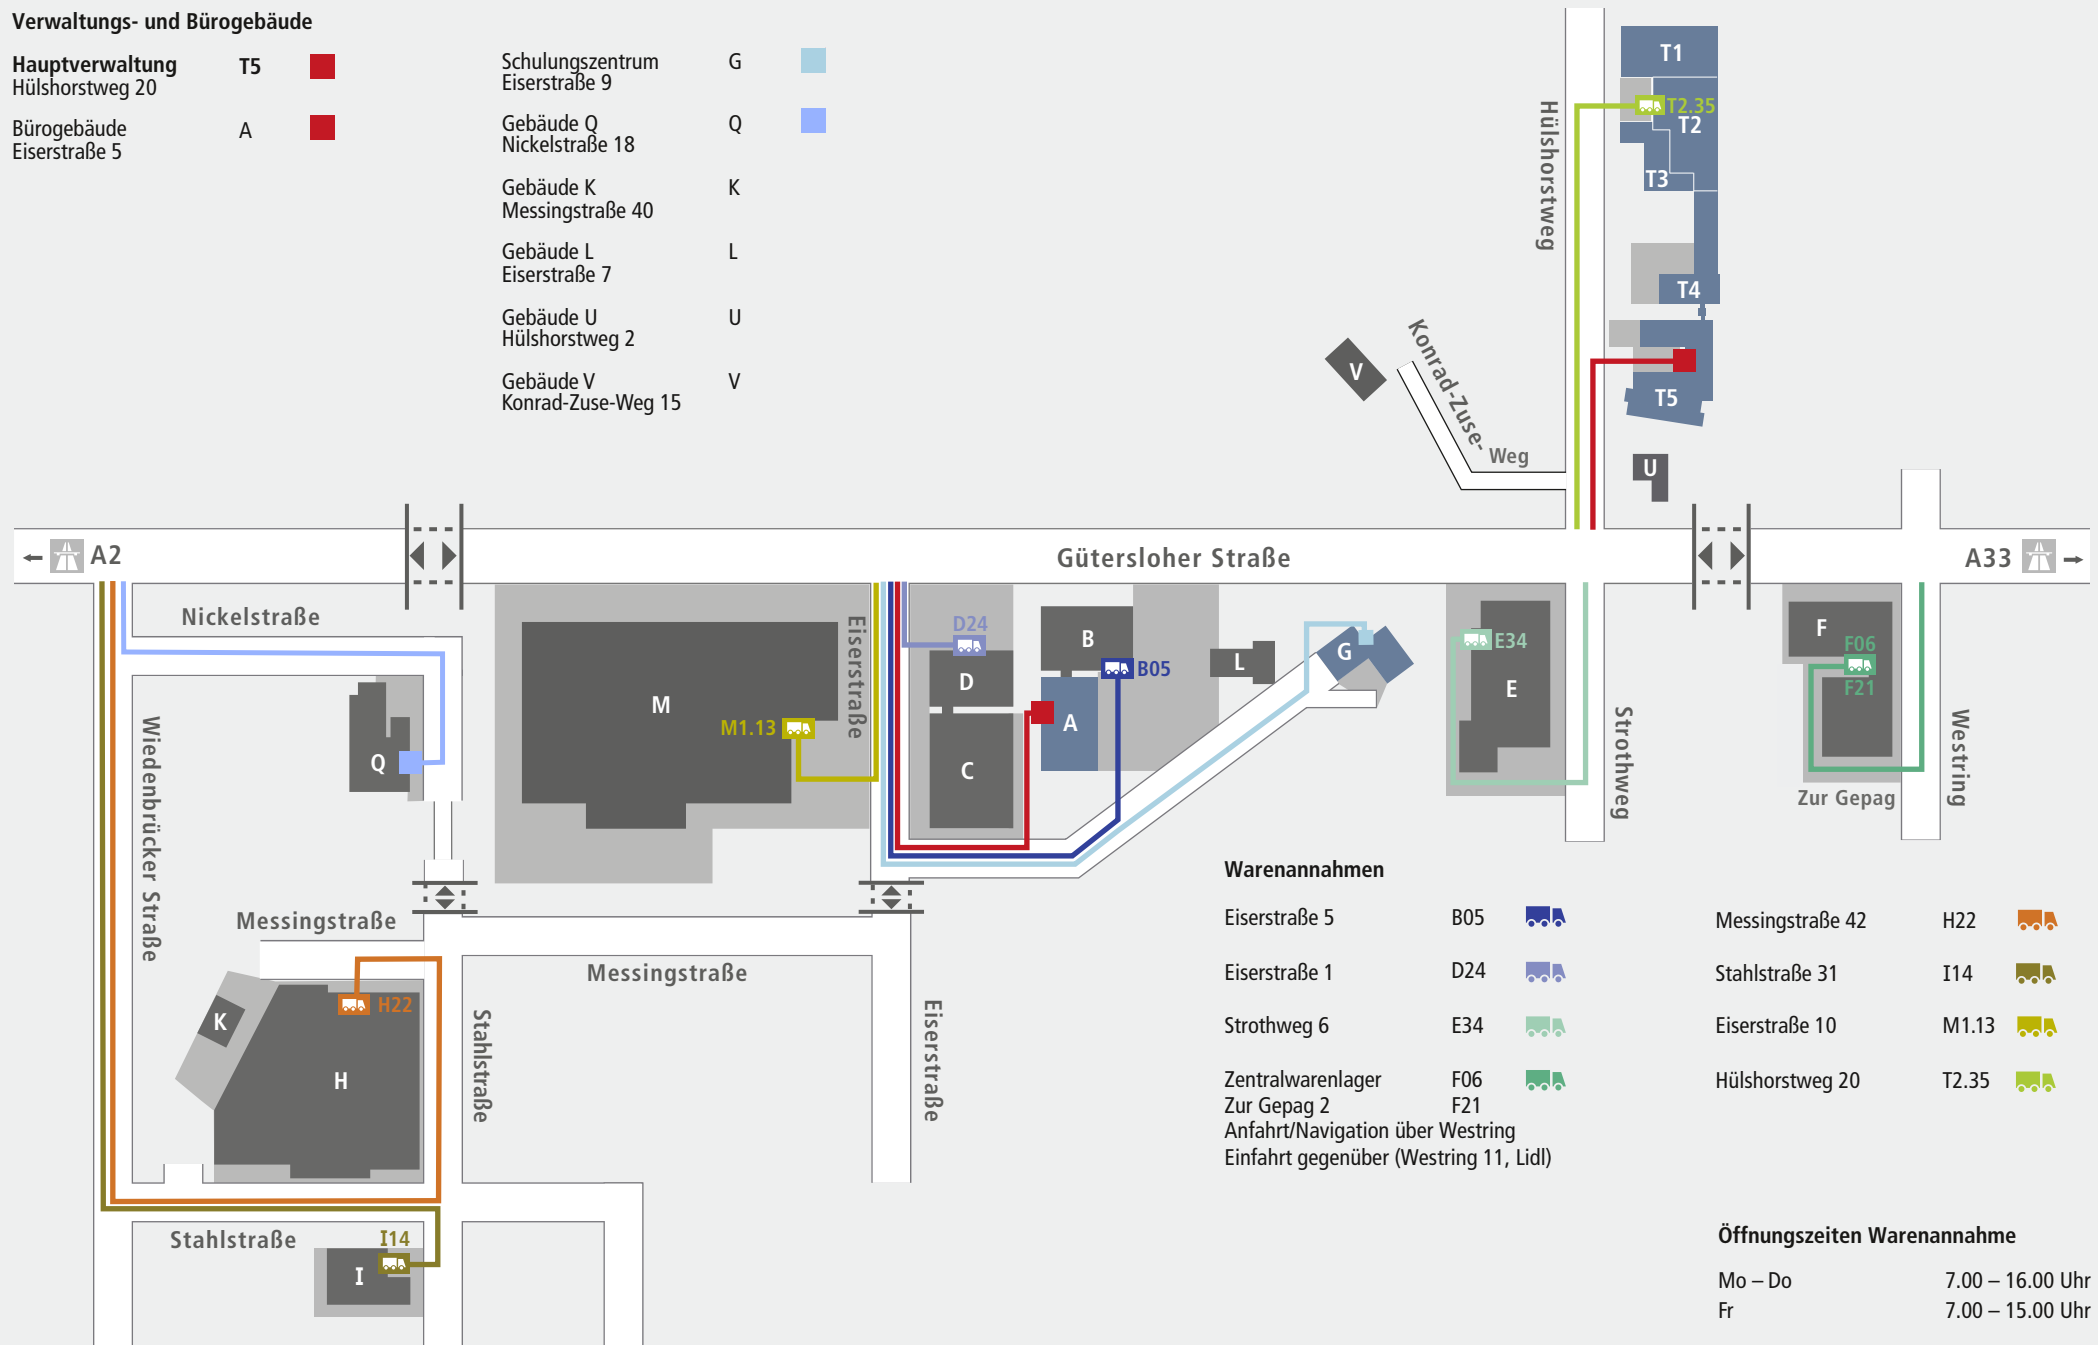 Verwaltungs- und Bürogebäude
Hauptverwaltung T5
Hülshorstweg 20
Bürogebäude A
Eiserstraße 5
Schulungszentrum G
Eiserstraße 9
Gebäude Q Q
Nickelstraße 18
Gebäude K K
Messingstraße 40
Gebäude L L
Eiserstraße 7
Gebäude U U
Hülshorstweg 2
Gebäude V V
Konrad-Zuse-Weg 15
T1
T2.35
T2
T3
T4
T5
U
Hülshorstweg
V
Konrad-Zuse-
Weg
A2
Gütersloher Straße
A33
Nickelstraße
Wiedenbrücker Straße
Q
M
M1.13
Eiserstraße
D24
D
C
B
B05
A
L
G
E34
E
Strothweg
F
F06
F21
Zur Gepag
Westring
Messingstraße
Messingstraße
K
H22
H
Stahlstraße
Eiserstraße
Stahlstraße
I14
I
Warenannahmen
Eiserstraße 5 B05
Eiserstraße 1 D24
Strothweg 6 E34
Zentralwarenlager F06
Zur Gepag 2 F21
Anfahrt/Navigation über Westring
Einfahrt gegenüber (Westring 11, Lidl)
Messingstraße 42 H22
Stahlstraße 31 I14
Eiserstraße 10 M1.13
Hülshorstweg 20 T2.35
Öffnungszeiten Warenannahme
Mo – Do 7.00 – 16.00 Uhr
Fr 7.00 – 15.00 Uhr